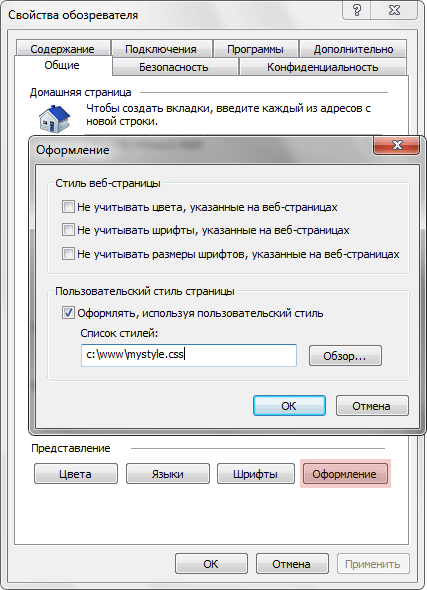 Свойства обозревателя
Содержание Подключения Программы Дополнительно
Общие Безопасность Конфиденциальность
Домашняя страница
Чтобы создать вкладки, введите каждый из адресов с
новой строки.
Оформление
Стиль веб-страницы
Не учитывать цвета, указанные на веб-страницах
Не учитывать шрифты, указанные на веб-страницах
Не учитывать размеры шрифтов, указанные на веб-страницах
Пользовательский стиль страницы
Оформлять, используя пользовательский стиль
Список стилей:
c:\www\mystyle.css Обзор...
ОК Отмена
Представление
Цвета Языки Шрифты Оформление
ОК Отмена Применить